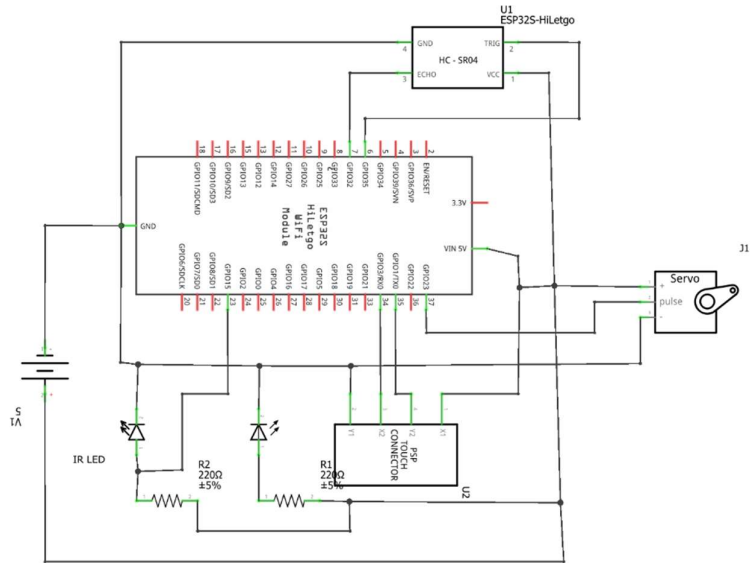 U1
ESP32S-HiLetgo
4 GND
TRIG 2
HC - SR04
3 ECHO
VCC 1
18 17 16 15 14 13 12 11 10 9 8 7 6 5 4 3 2
GPIO11/SDCMD
GPIO10/SD3
GPIO9/SD2
GPIO13
GPIO12
GPIO14
GPIO27
GPIO26
GPIO25
GPIO33
GPIO32
GPIO35
GPIO34
GPIO39/SVN
GPIO36/SVP
EN/RESET
3.3V
ESP32S
HiLetgo
WiFi
Module
GND
VIN 5V
J1
Servo
+
pulse
-
GPIO6/SDCLK
GPIO7/SD0
GPIO8/SD1
GPIO15
GPIO2
GPIO0
GPIO4
GPIO16
GPIO17
GPIO5
GPIO18
GPIO19
GPIO21
GPIO3/RX0
GPIO1/TX0
GPIO22
GPIO23
20 21 22 23 24 25 26 27 28 29 30 31 33 34 35 36 37
V1
5
IR LED
Y1
X2
Y2
X1
PSP
TOUCH
CONNECTOR
U2
R2
220Ω
±5%
R1
220Ω
±5%